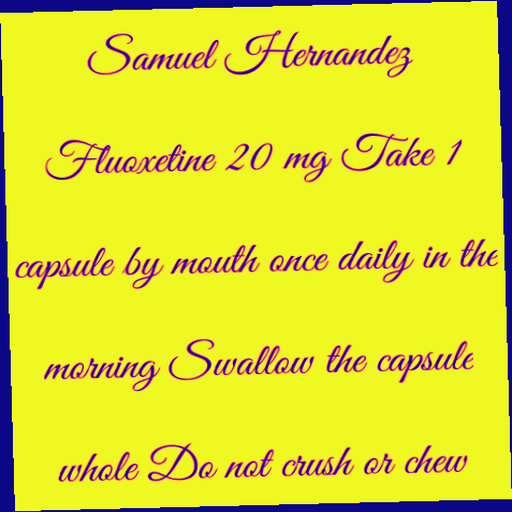 Samuel Hernandez
Fluoxetine 20 mg Take 1
capsule by mouth once daily in the
morning Swallow the capsule
whole Do not crush or chew